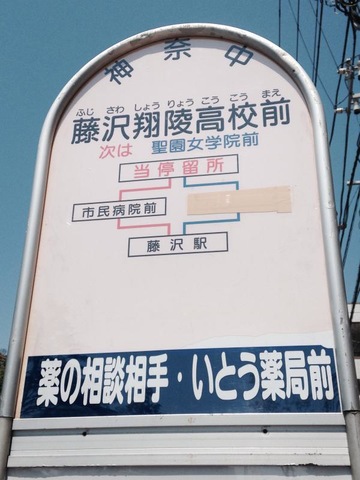 神奈中
ふじ さわ しょう りょう こう こう まえ
藤沢翔陵高校前
次は 聖園女学院前
当停留所
市民病院前
藤沢駅
薬の相談相手・いとう薬局前